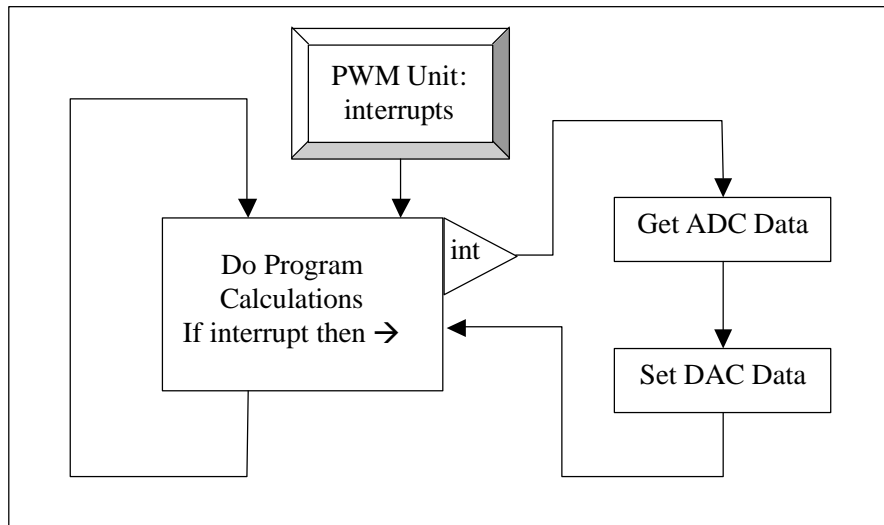 PWM Unit:
interrupts
int
Get ADC Data
Do Program
Calculations
If interrupt then →
Set DAC Data